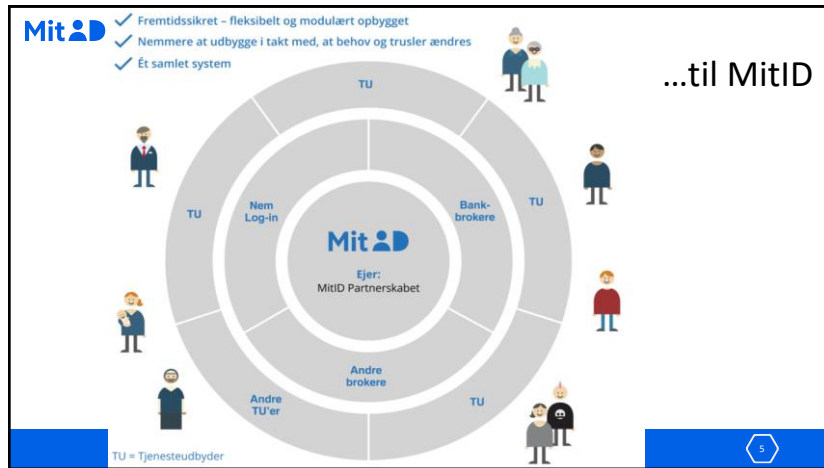 MitID
Fremtidssikret – fleksibelt og modulært opbygget
Nemmere at udbygge i takt med, at behov og trusler ændres
Ét samlet system
...til MitID
TU
TU
Nem
Log-in
Bank-
brokere
TU
MitID
Ejer:
MitID Partnerskabet
Andre
brokere
Andre
TU'er
TU
TU = Tjenesteudbyder
5